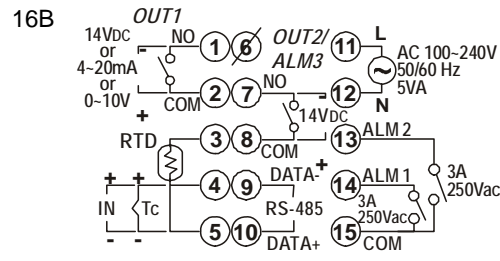 16B
OUT1
14VDC
or
4~20mA
or
0~10V
-
+
NO
COM
1
2
3
4
5
6
7
8
9
10
OUT2/
ALM3
NO
COM
14VDC
-
+
11
12
13
14
15
L
N
AC 100~240V
50/60 Hz
5VA
RTD
+ +
IN
Tc
- -
DATA-
RS-485
DATA+
ALM 2
ALM 1
3A
250Vac
3A
250Vac
COM